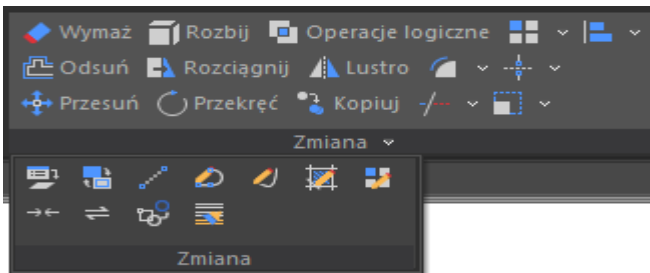 Wymaż Rozbij Operacje logiczne
Odsuń Rozciągnij Lustro
Przesuń Przekręć Kopiuj
Zmiana
Zmiana